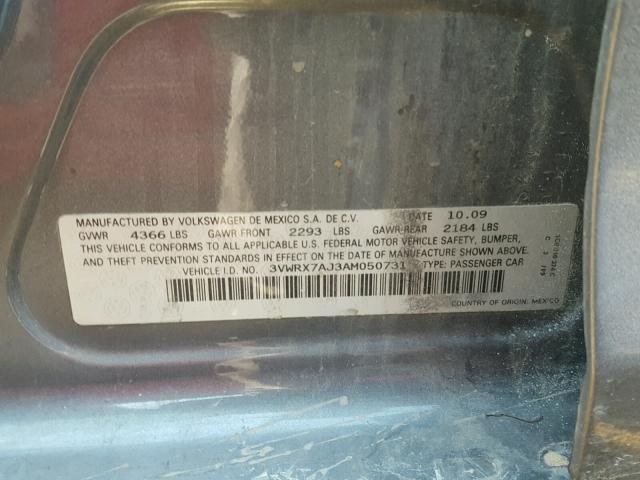 MANUFACTURED BY VOLKSWAGEN DE MEXICO S.A. DE C.V. DATE 10.09
GVWR 4366 LBS GAWR FRONT 2293 LBS GAWR-REAR 2184 LBS
THIS VEHICLE CONFORMS TO ALL APPLICABLE U.S. FEDERAL MOTOR VEHICLE SAFETY, BUMPER,
AND THEFT PREVENTION STANDARDS IN EFFECT ON THE DATE OF MANUFACTURE SHOWN ABOVE.
VEHICLE I.D. NO. 3VWRX7AJ3AM050731 TYPE: PASSENGER CAR
COUNTRY OF ORIGIN: MEXICO